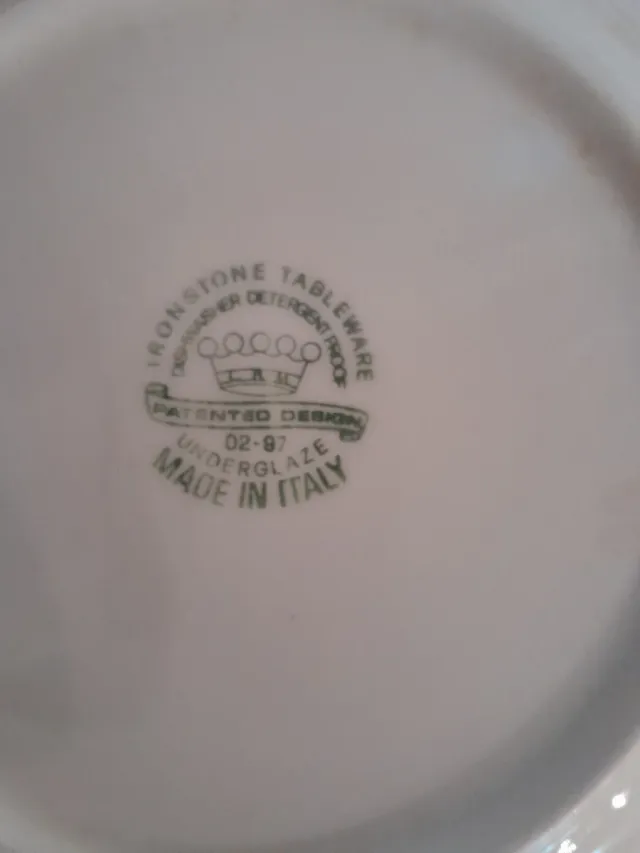 IRONSTONE TABLEWARE
DISHWASHER DETERGENT PROOF
PATENTED DESIGN
02-97
UNDERGLAZE
MADE IN ITALY